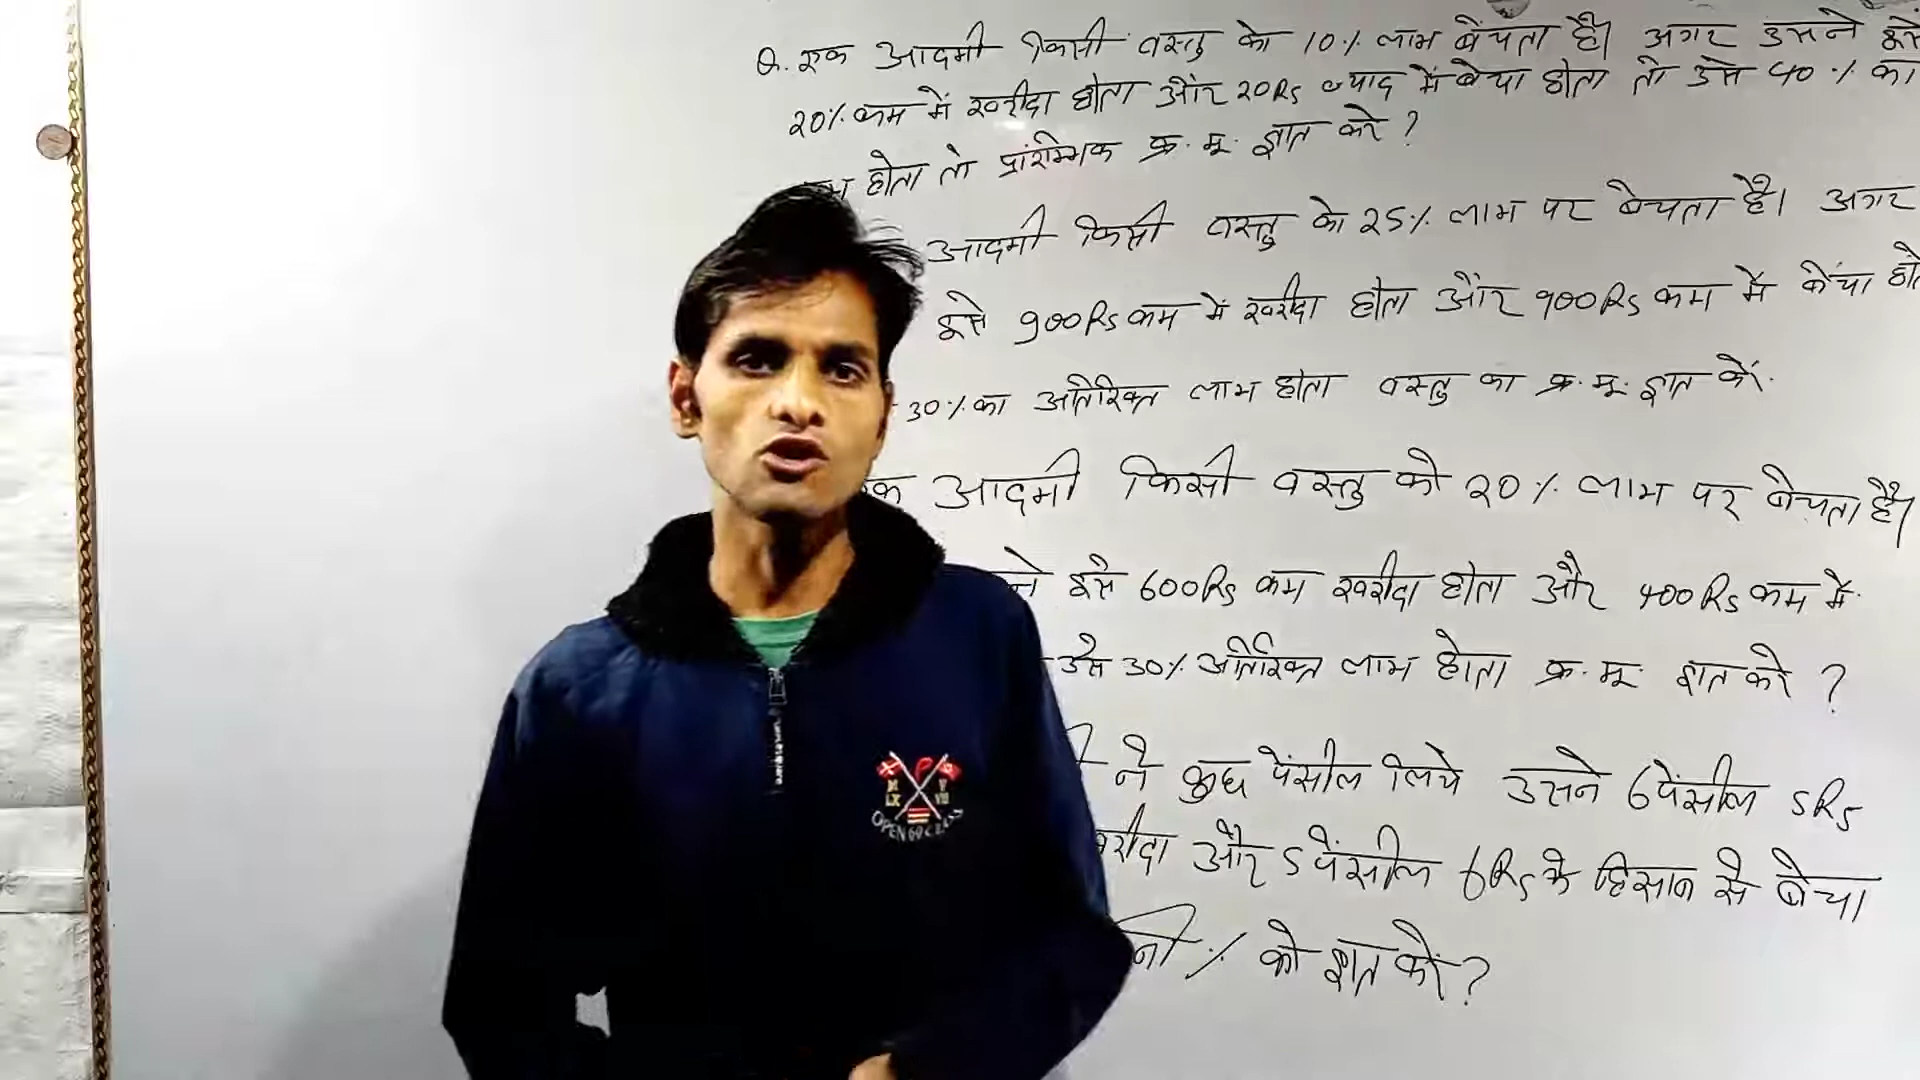 Q. एक आदमी किसी वस्तु को 10% लाभ बेंचता है। अगर उसने इसे
20% कम में खरीदा होता और 20Rs ज्याद में बेचा होता तो उसे 40% का
होता तो प्रांरम्भिक क्र. मू. ज्ञात करे ?
आदमी किसी वस्तु को 25% लाभ पर बेचता है। अगर
इसे 900Rs कम में खरीदा होता और 900Rs कम में बेंचा
30% का अतिरिक्त लाभ होता वस्तु का क्र. मू. ज्ञात करें.
आदमी किसी वस्तु को 20% लाभ पर बेचता है।
ने इसे 600Rs कम खरीदा होता और 400Rs कम में
उसे 30% अतिरिक्त लाभ होता क्र. मू. ज्ञात करे ?
ने कुछ पेंसील लिये उसने 6 पेंसील 5Rs
और 5 पेंसील 6Rs के हिसाब से बेचा
% को ज्ञात करें ?
OPEN